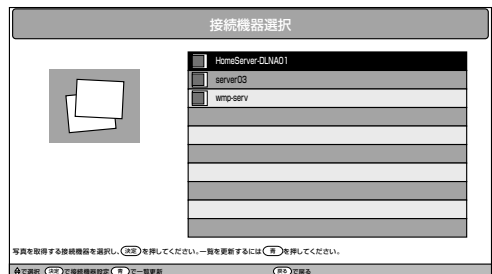 接続機器選択
HomeServer-DLNA01
server03
wmp-serv
写真を取得する接続機器を選択し、決定を押してください。一覧を更新するには青を押してください。
で選択 決定で接続機器設定 青で一覧更新 戻るで戻る